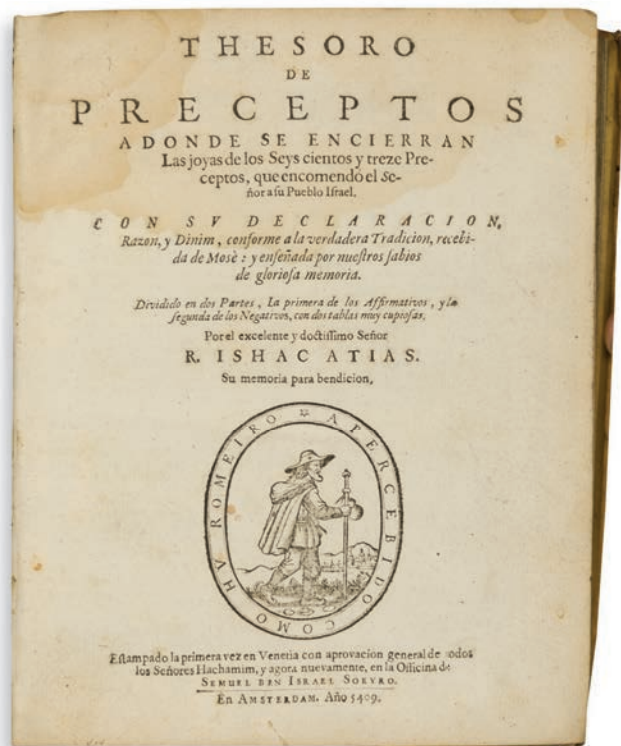 THESORO
DE
PRECEPTOS
ADONDE SE ENCIERRAN
Las joyas de los Seys cientos y treze Pre-
ceptos, que encomendó el Se-
ñor a ſu Pueblo Iſrael.
CON SV DECLARACION,
Razon, y Dinim, conforme a la verdadera Tradicion, recebi-
da de Mosè: y enſeñada por nueſtros ſabios
de glorioſa memoria.
Dividido en dos Partes, La primera de los Affirmativos, y la
ſegunda de los Negativos, con dos tablas muy cupioſas.
Por el excelente y doctiſſimo Señor
R. ISHAC ATIAS.
Su memoria para bendicion,
APERCEBIDO COMO HV ROMEIRO
Eſtampado la primera vez en Venetia con aprovacion general de todos
los Señores Hachamim, y agora nuevamente, en la Officina de
SEMUEL BEN ISRAEL SOEYRO.
En AMSTERDAM. Año 5409.